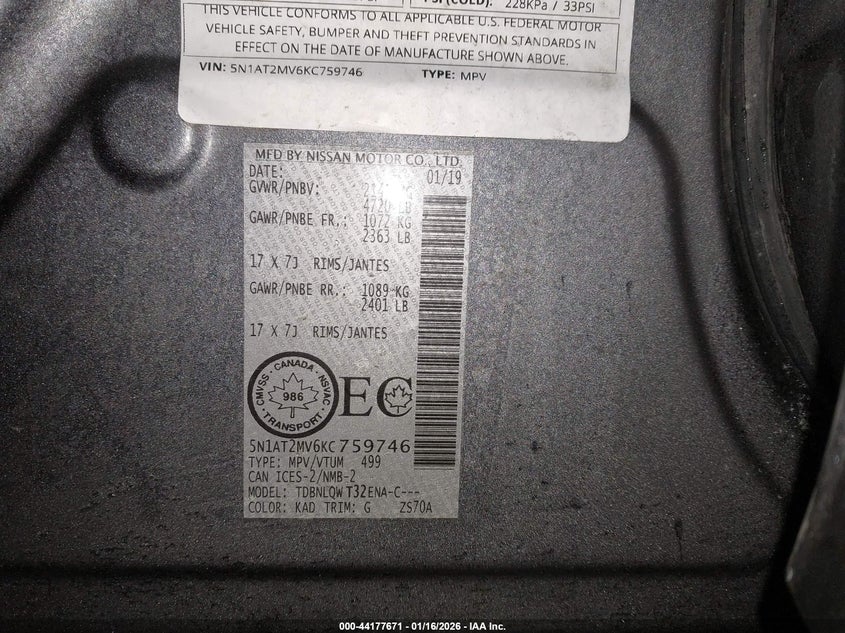 PSI(COLD): 228KPa / 33PSI
THIS VEHICLE CONFORMS TO ALL APPLICABLE U.S. FEDERAL MOTOR
VEHICLE SAFETY, BUMPER AND THEFT PREVENTION STANDARDS IN
EFFECT ON THE DATE OF MANUFACTURE SHOWN ABOVE.
VIN: 5N1AT2MV6KC759746 TYPE: MPV
MFD BY NISSAN MOTOR CO., LTD.
DATE: 01/19
GVWR/PNBV:
4720 LB
GAWR/PNBE FR.: 1072 KG
2363 LB
17 X 7J RIMS/JANTES
GAWR/PNBE RR.: 1089 KG
2401 LB
17 X 7J RIMS/JANTES
CMVSS · CANADA · NSVAC
986
TRANSPORT
EC
5N1AT2MV6KC759746
TYPE: MPV/VTUM 499
CAN ICES-2/NMB-2
MODEL: TDBNLQWT32ENA-C---
COLOR: KAD TRIM: G ZS70A
000-44177671 - 01/16/2026 - IAA Inc.